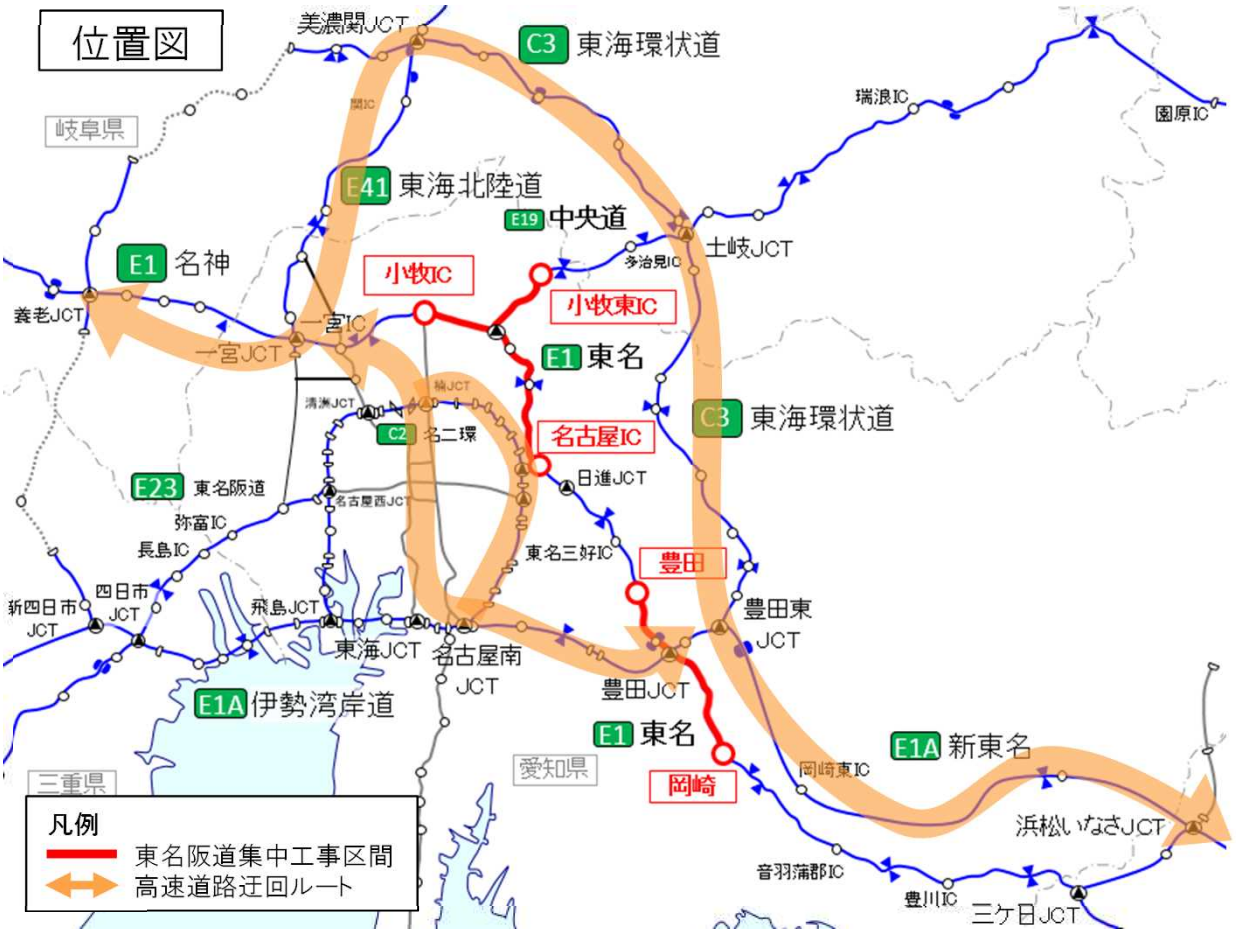 位置図
美濃関JCT
C3 東海環状道
関IC
瑞浪IC
園原IC
岐阜県
E41 東海北陸道
E19 中央道
土岐JCT
多治見IC
E1 名神
小牧IC
小牧東IC
養老JCT
一宮IC
一宮JCT
E1 東名
楠JCT
清洲JCT
C2 名二環
名古屋IC
C3 東海環状道
日進JCT
E23 東名阪道
名古屋西JCT
弥富IC
長島IC
東名三好IC
豊田
四日市
JCT
新四日市
JCT
飛島JCT
東海JCT
名古屋南
JCT
豊田東
JCT
豊田JCT
E1A 伊勢湾岸道
E1 東名
E1A 新東名
愛知県
三重県
岡崎
岡崎東IC
浜松いなさJCT
音羽蒲郡IC
豊川IC
三ケ日JCT
凡例
東名阪道集中工事区間
高速道路迂回ルート